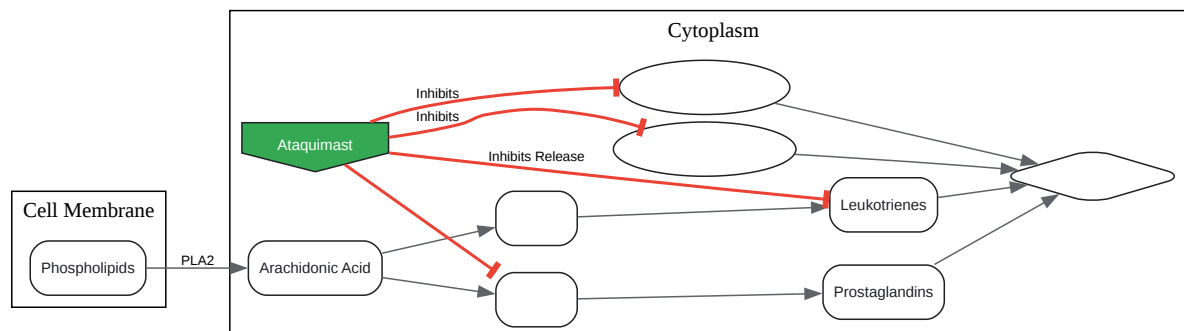 Cytoplasm
Inhibits
Inhibits
Ataquimast
Inhibits Release
Cell Membrane
Leukotrienes
Phospholipids
PLA2
Arachidonic Acid
Prostaglandins